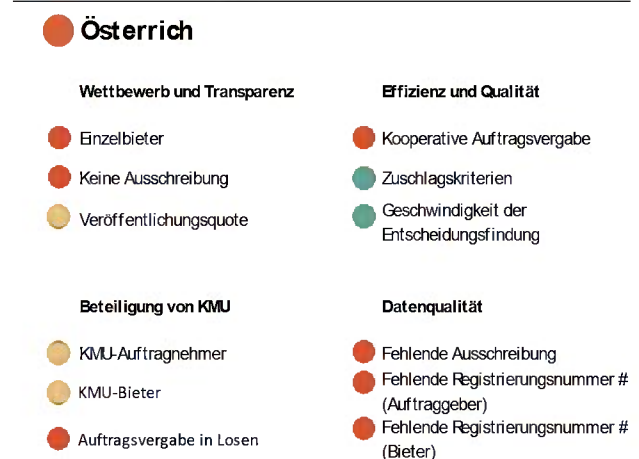 Österrich
Wettbewerb und Transparenz
Einzelbieter
Keine Ausschreibung
Veröffentlichungsquote
Effizienz und Qualität
Kooperative Auftragsvergabe
Zuschlagskriterien
Geschwindigkeit der
Entscheidungsfindung
Beteiligung von KMU
KMU-Auftragnehmer
KMU-Bieter
Auftragsvergabe in Losen
Datenqualität
Fehlende Ausschreibung
Fehlende Registrierungsnummer #
(Auftraggeber)
Fehlende Registrierungsnummer #
(Bieter)